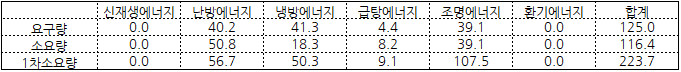 신재생에너지 난방에너지 냉방에너지 급탕에너지 조명에너지 환기에너지 합계
요구량 0.0 40.2 41.3 4.4 39.1 0.0 125.0
소요량 0.0 50.8 18.3 8.2 39.1 0.0 116.4
1차소요량 0.0 56.7 50.3 9.1 107.5 0.0 223.7